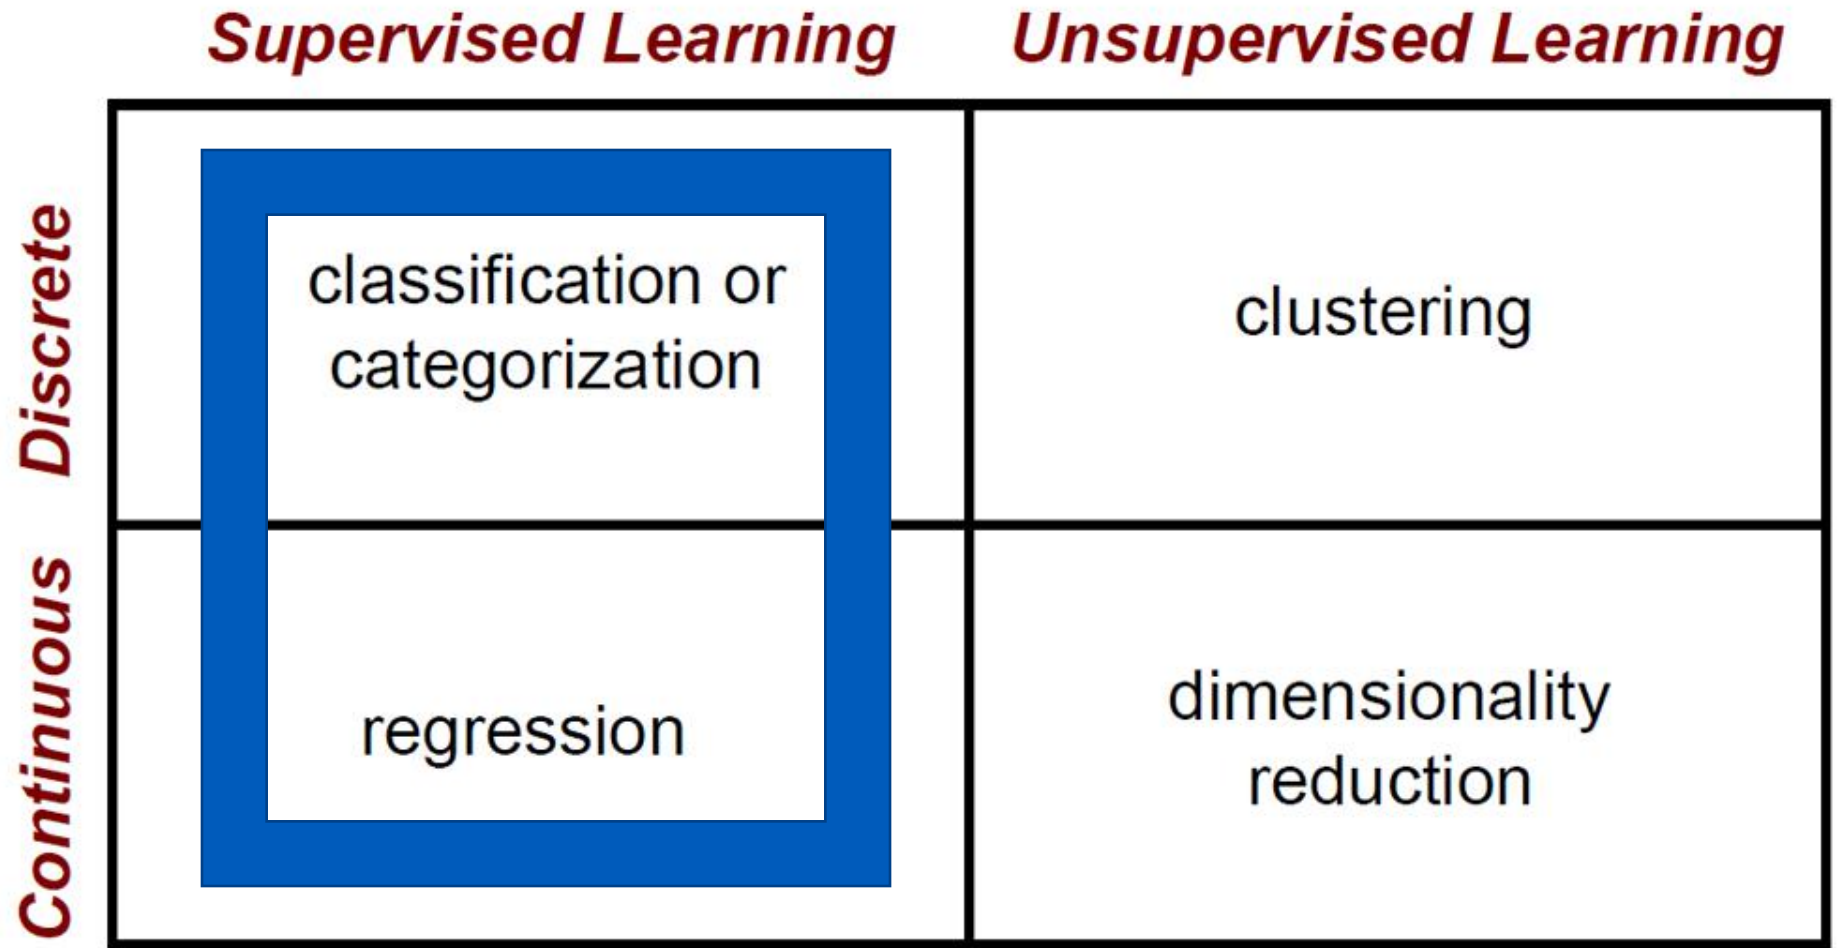 Supervised Learning
Unsupervised Learning
Discrete
classification or
categorization
clustering
Continuous
regression
dimensionality
reduction